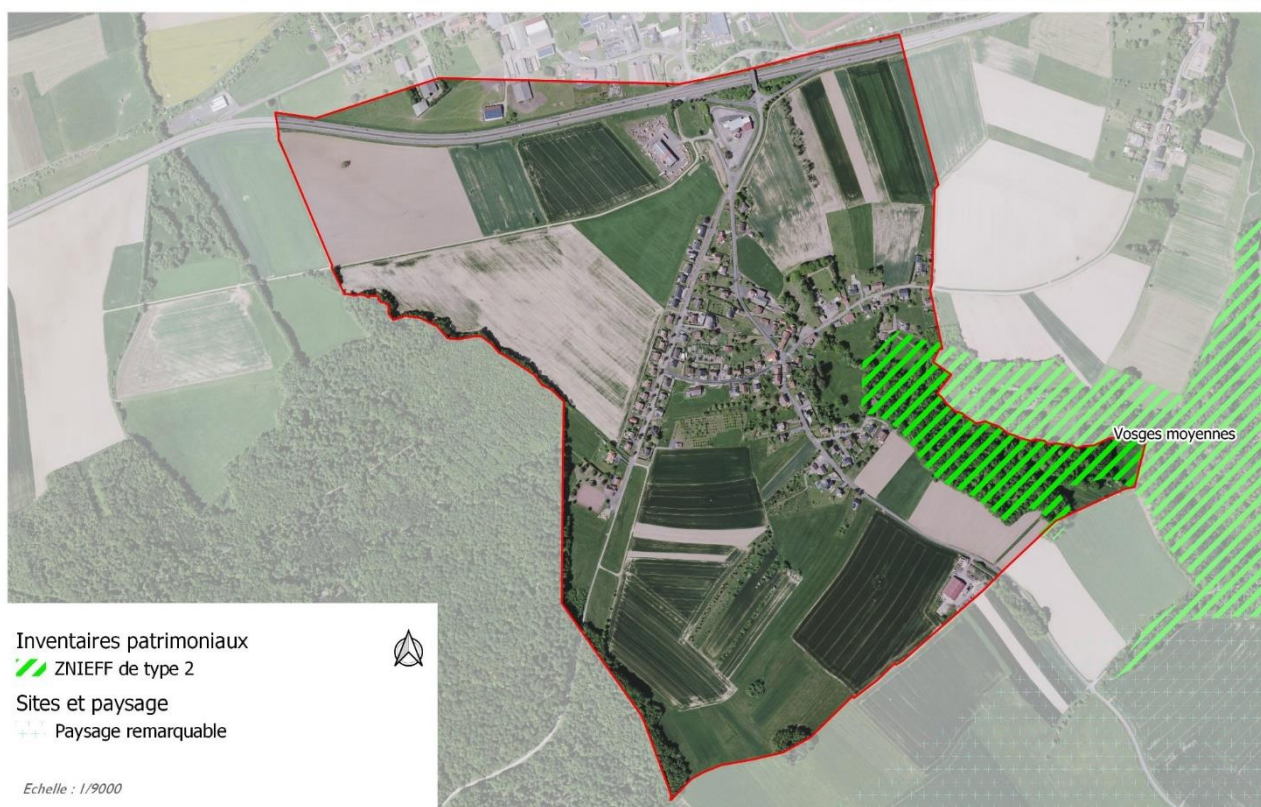 Vosges moyennes
Inventaires patrimoniaux
ZNIEFF de type 2
Sites et paysage
Paysage remarquable
Echelle : 1/9000